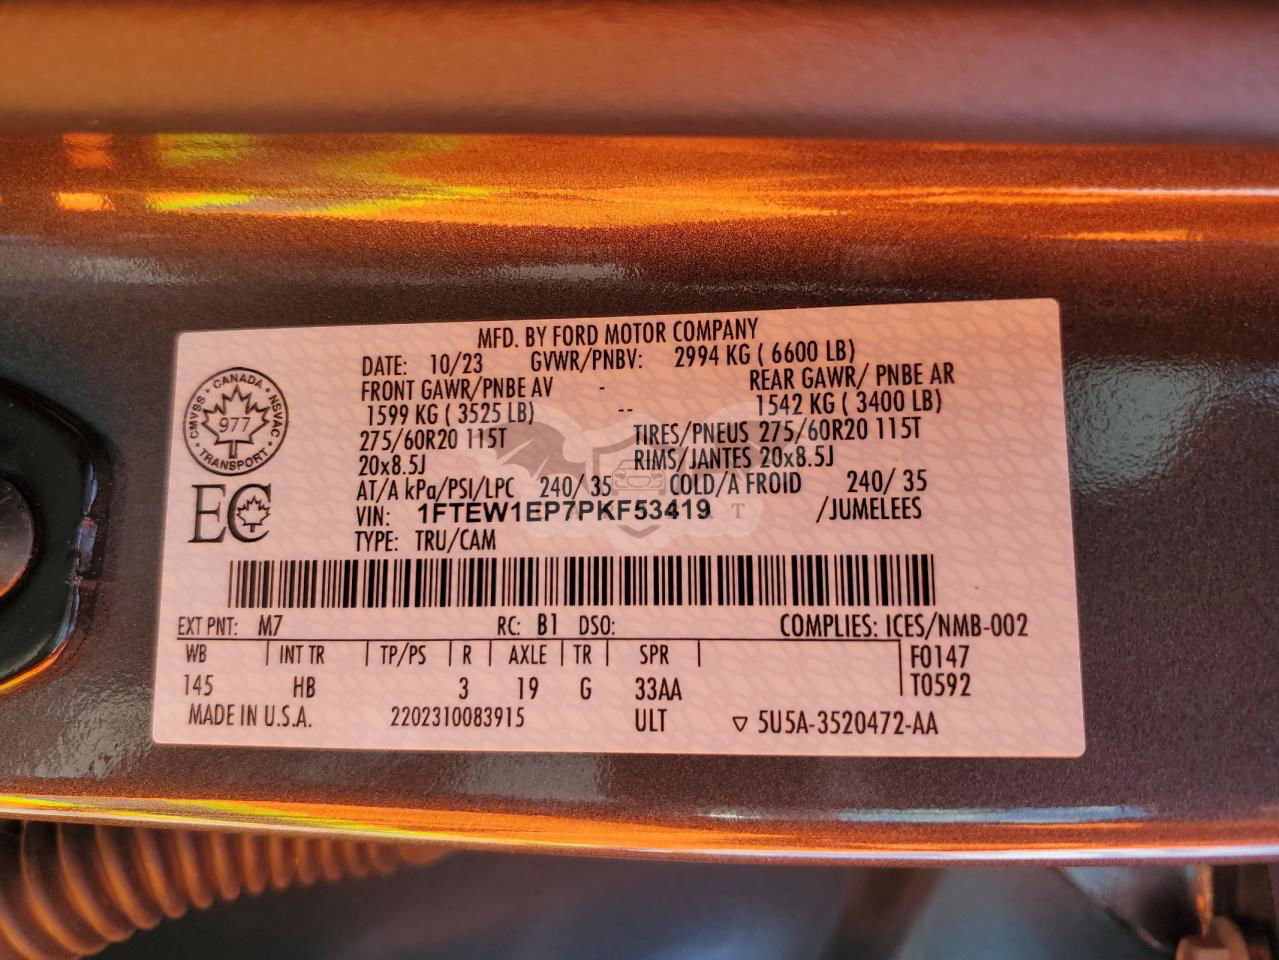 MFD. BY FORD MOTOR COMPANY
DATE: 10/23 GVWR/PNBV: 2994 KG ( 6600 LB)
FRONT GAWR/PNBE AV - REAR GAWR/ PNBE AR
1599 KG ( 3525 LB) -- 1542 KG ( 3400 LB)
275/60R20 115T TIRES/PNEUS 275/60R20 115T
20x8.5J RIMS/JANTES 20x8.5J
AT/A kPa/PSI/LPC 240/ 35 COLD/A FROID 240/ 35
VIN: 1FTEW1EP7PKF53419 /JUMELEES
TYPE: TRU/CAM
CANADA
CMVSS · NSVAC
977
TRANSPORT
EC
EXT PNT: M7 RC: B1 DSO: COMPLIES: ICES/NMB-002
WB | INT TR | TP/PS | R | AXLE | TR | SPR | F0147
145 HB 3 19 G 33AA T0592
MADE IN U.S.A. 2202310083915 ULT ▽ 5U5A-3520472-AA